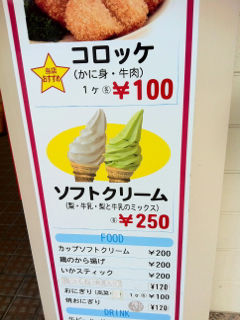 コロッケ
当店
おすすめ
(かに身・牛肉)
1ヶ ¥100
ソフトクリーム
(梨・牛乳・梨と牛乳のミックス)
¥250
FOOD
カップソフトクリーム ¥200
鶏のから揚げ ¥200
いかスティック ¥200
¥120
おにぎり 1ヶ ¥100
焼おにぎり ¥120
DRINK